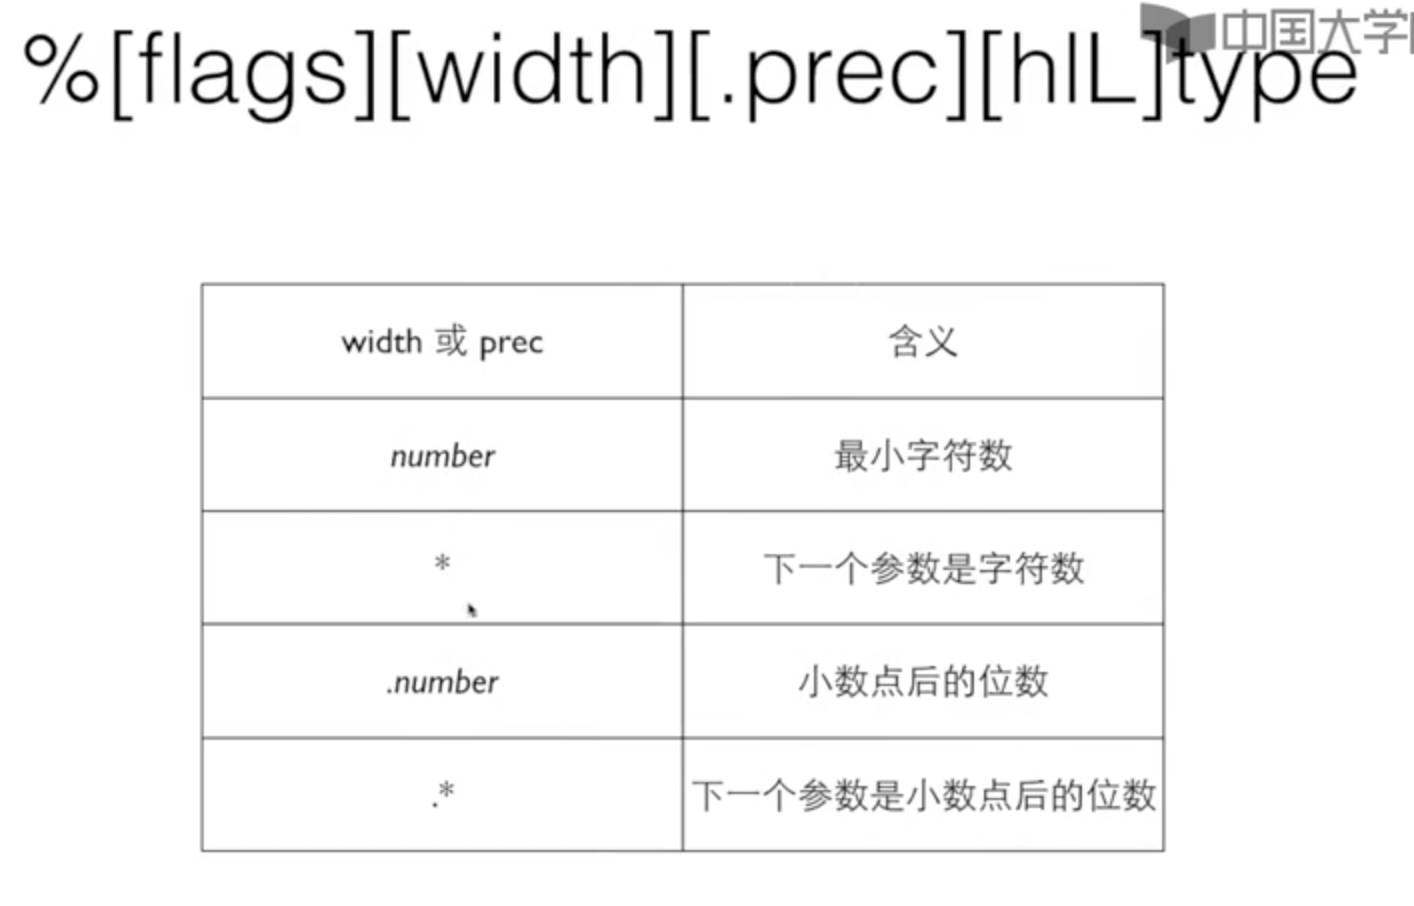 中国大学
%[flags][width][.prec][hlL]type
width 或 prec 含义
number 最小字符数
* 下一个参数是字符数
.number 小数点后的位数
.* 下一个参数是小数点后的位数